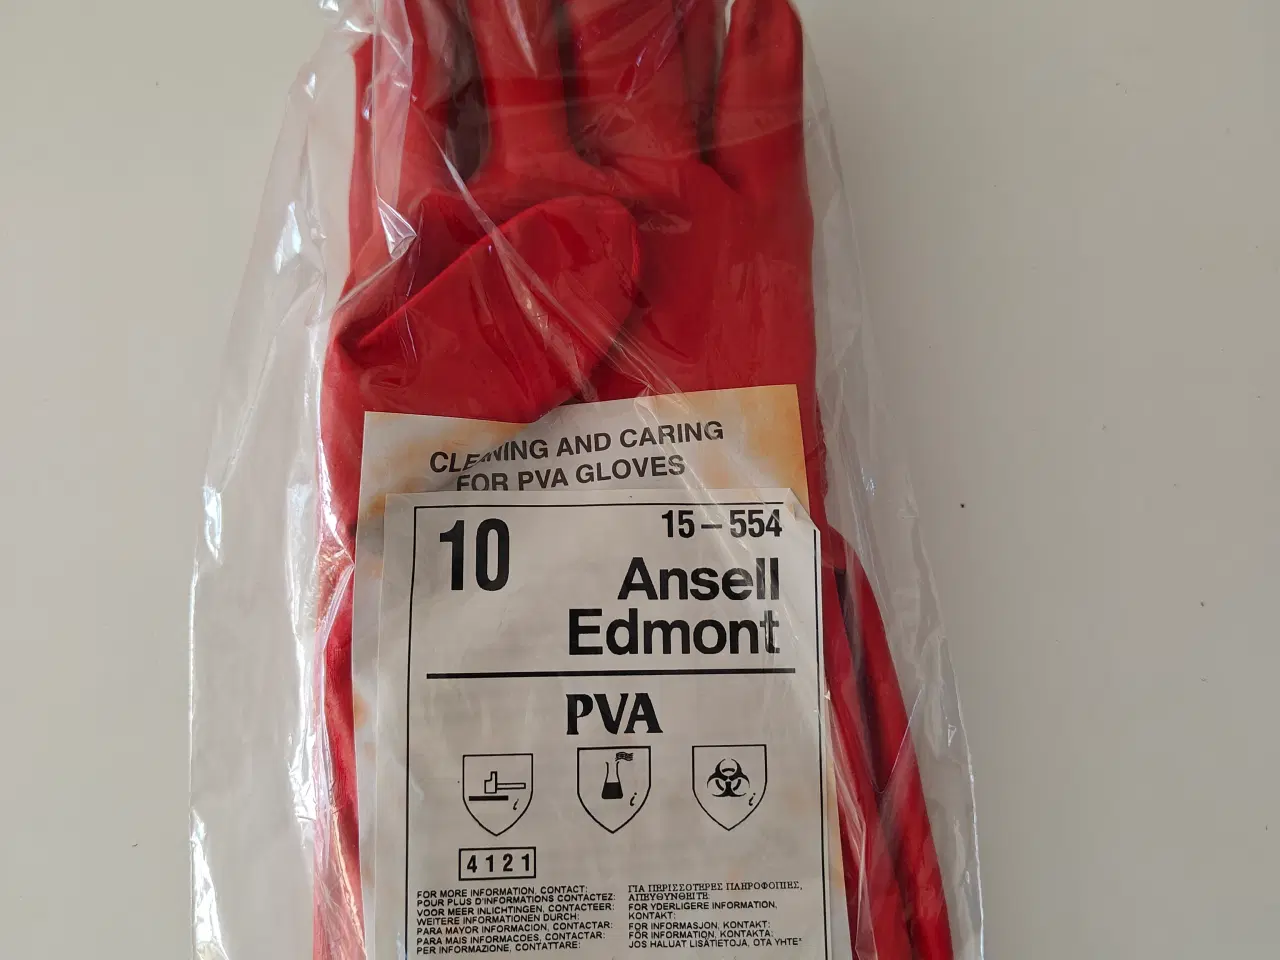 CLEANING AND CARING
FOR PVA GLOVES
10
15-554
Ansell
Edmont
PVA
4121
FOR MORE INFORMATION, CONTACT:
POUR PLUS D'INFORMATIONS CONTACTEZ:
VOOR MEER INLICHTINGEN, CONTACTEER:
WEITERE INFORMATIONEN DURCH:
PARA MAYOR INFORMACION, CONTACTAR:
PARA MAIS INFORMACOES, CONTACTAR:
PER INFORMAZIONE, CONTATTARE:
ΓΙΑ ΠΕΡΙΣΣΟΤΕΡΕΣ ΠΛΗΡΟΦΟΡΙΕΣ,
ΑΠΕΥΘΥΝΘΕΙΤΕ
FOR YDERLIGERE INFORMATION,
KONTAKT:
FOR INFORMASJON, KONTAKT:
FÖR INFORMATION, KONTAKTA:
JOS HALUAT LISÄTIETOJA, OTA YHTE*